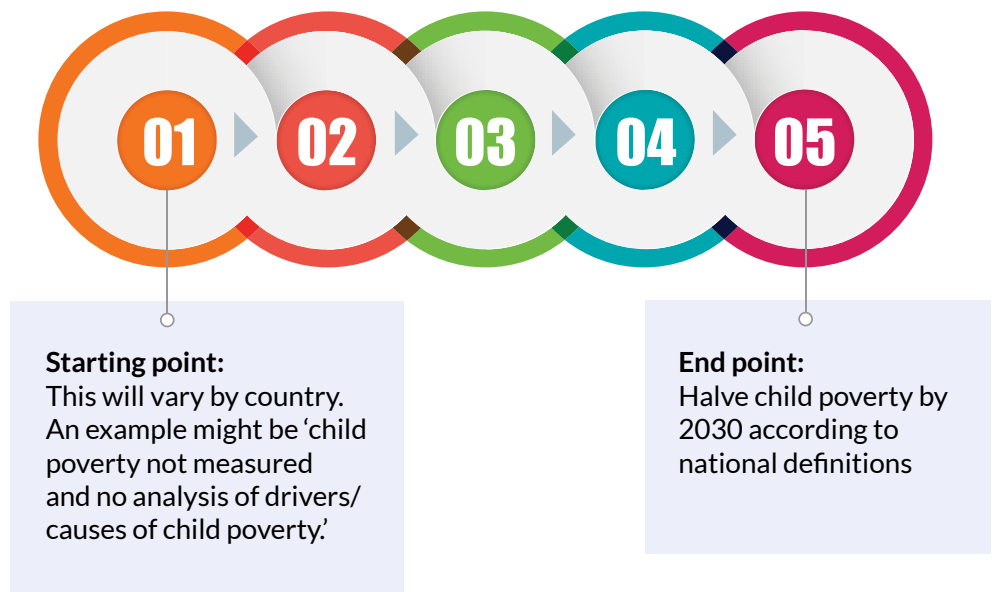 01
02
03
04
05
Starting point:
This will vary by country.
An example might be ‘child
poverty not measured
and no analysis of drivers/
causes of child poverty.’
End point:
Halve child poverty by
2030 according to
national definitions